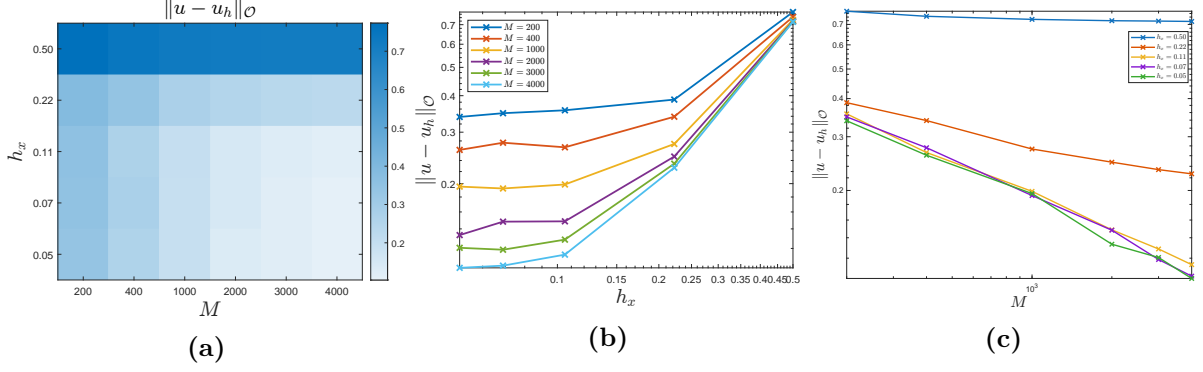 ‖u − u_h‖_𝒪
0.50
0.22
0.11
0.07
0.05
h_x
200 400 1000 2000 3000 4000
M
0.7
0.6
0.5
0.4
0.3
0.2
(a)
M = 200
M = 400
M = 1000
M = 2000
M = 3000
M = 4000
‖u − u_h‖_𝒪
0.7
0.6
0.5
0.4
0.3
0.2
0.1 0.15 0.2 0.25 0.3 0.35 0.40 0.45 0.5
h_x
(b)
h_x = 0.50
h_x = 0.22
h_x = 0.11
h_x = 0.07
h_x = 0.05
‖u − u_h‖_𝒪
0.7
0.6
0.5
0.4
0.3
0.2
10³
M
(c)